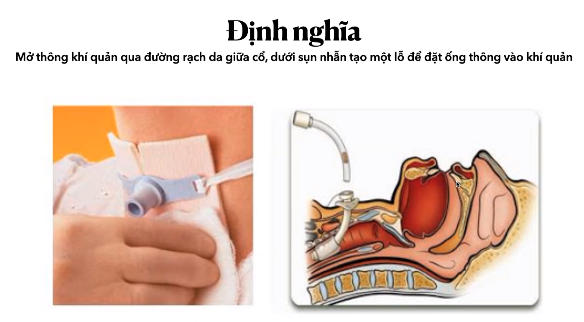 Định nghĩa
Mở thông khí quản qua đường rạch da giữa cổ, dưới sụn nhẫn tạo một lỗ để đặt ống thông vào khí quản